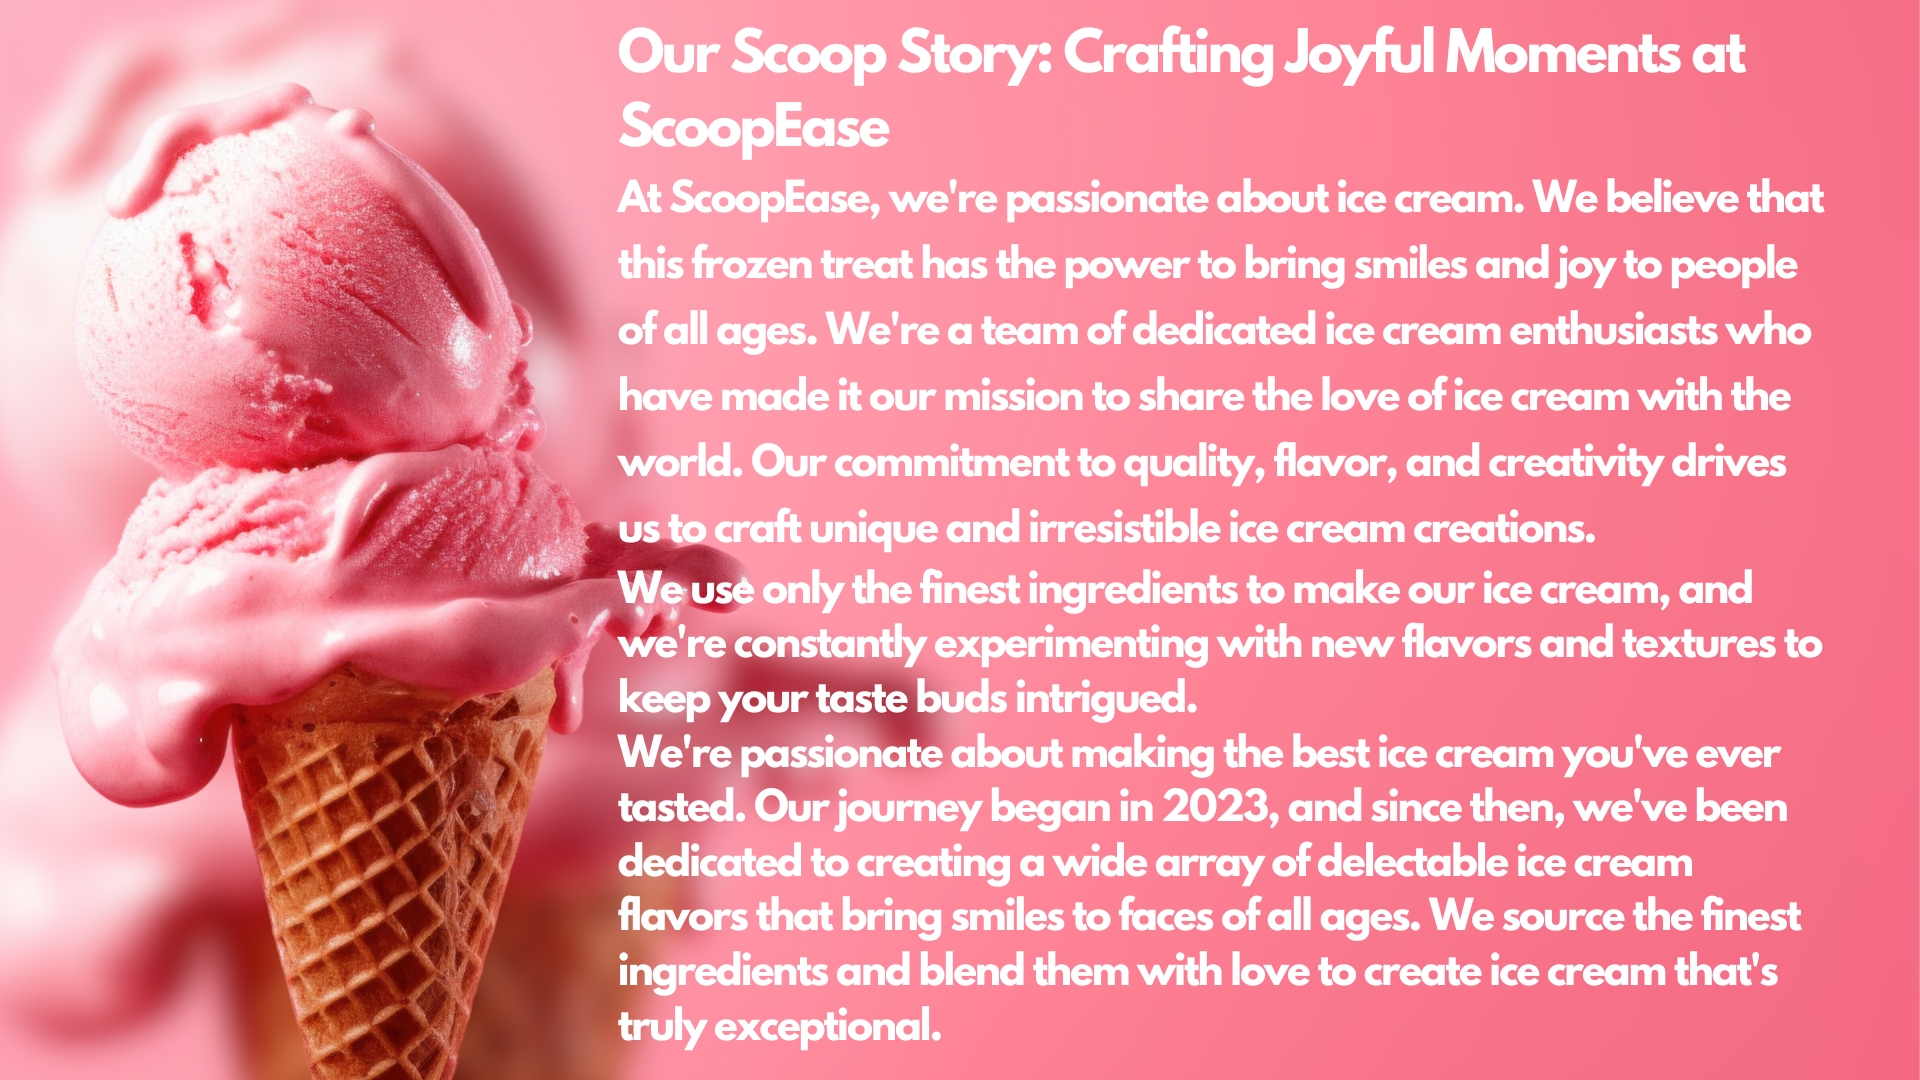 Our Scoop Story: Crafting Joyful Moments at
ScoopEase
At ScoopEase, we're passionate about ice cream. We believe that
this frozen treat has the power to bring smiles and joy to people
of all ages. We're a team of dedicated ice cream enthusiasts who
have made it our mission to share the love of ice cream with the
world. Our commitment to quality, flavor, and creativity drives
us to craft unique and irresistible ice cream creations.
We use only the finest ingredients to make our ice cream, and
we're constantly experimenting with new flavors and textures to
keep your taste buds intrigued.
We're passionate about making the best ice cream you've ever
tasted. Our journey began in 2023, and since then, we've been
dedicated to creating a wide array of delectable ice cream
flavors that bring smiles to faces of all ages. We source the finest
ingredients and blend them with love to create ice cream that's
truly exceptional.